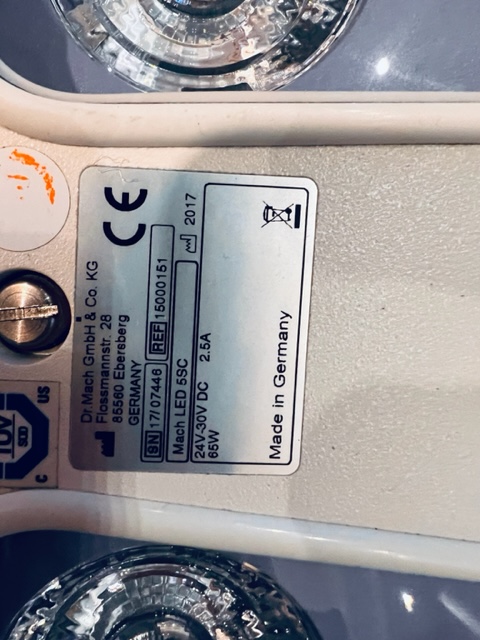 Dr. Mach GmbH & Co. KG
Flossmannstr. 28
85560 Ebersberg
GERMANY
CE
SN 17/07446 REF 15000151
Mach LED 5SC
2017
24V-30V DC 2.5A
65W
Made in Germany
TÜV
SÜD
C US